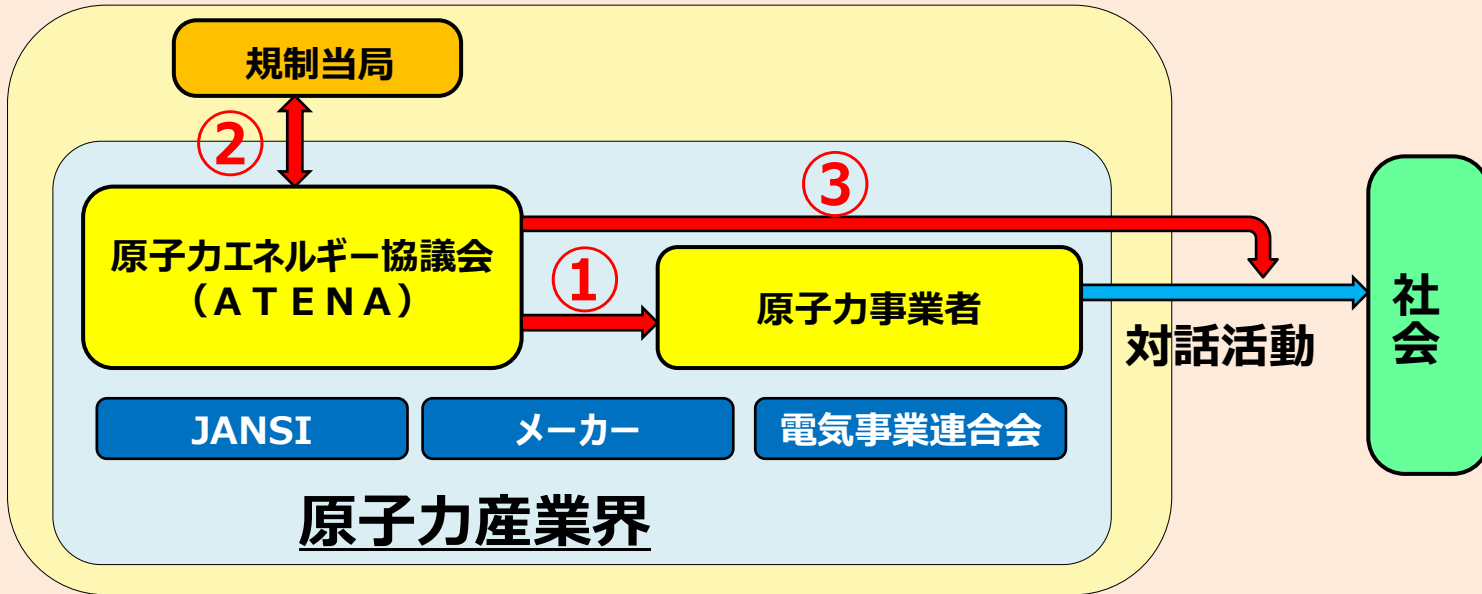 規制当局
②
③
原子力エネルギー協議会
（ＡＴＥＮＡ）
①
原子力事業者
対話活動
社会
JANSI
メーカー
電気事業連合会
原子力産業界